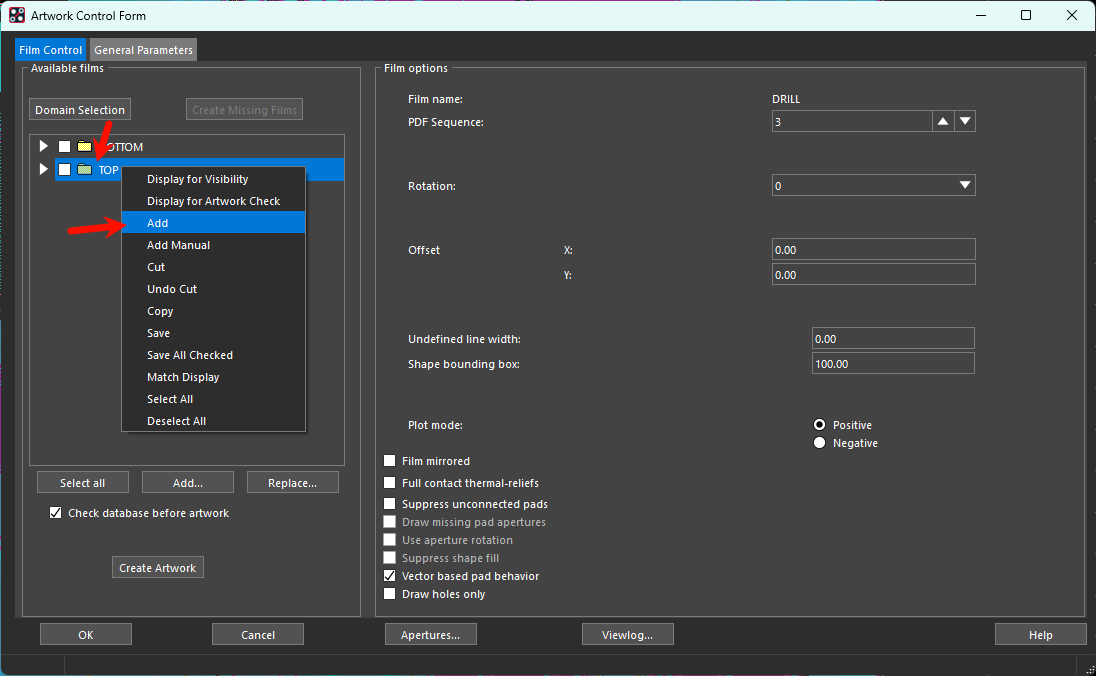 Artwork Control Form
Film Control
General Parameters
Available films
Domain Selection
Create Missing Films
OTTOM
TOP
Display for Visibility
Display for Artwork Check
Add
Add Manual
Cut
Undo Cut
Copy
Save
Save All Checked
Match Display
Select All
Deselect All
Select all
Add...
Replace...
Check database before artwork
Create Artwork
Film options
Film name:
DRILL
PDF Sequence:
3
Rotation:
0
Offset
X:
0.00
Y:
0.00
Undefined line width:
0.00
Shape bounding box:
100.00
Plot mode:
Positive
Negative
Film mirrored
Full contact thermal-reliefs
Suppress unconnected pads
Draw missing pad apertures
Use aperture rotation
Suppress shape fill
Vector based pad behavior
Draw holes only
OK
Cancel
Apertures...
Viewlog...
Help